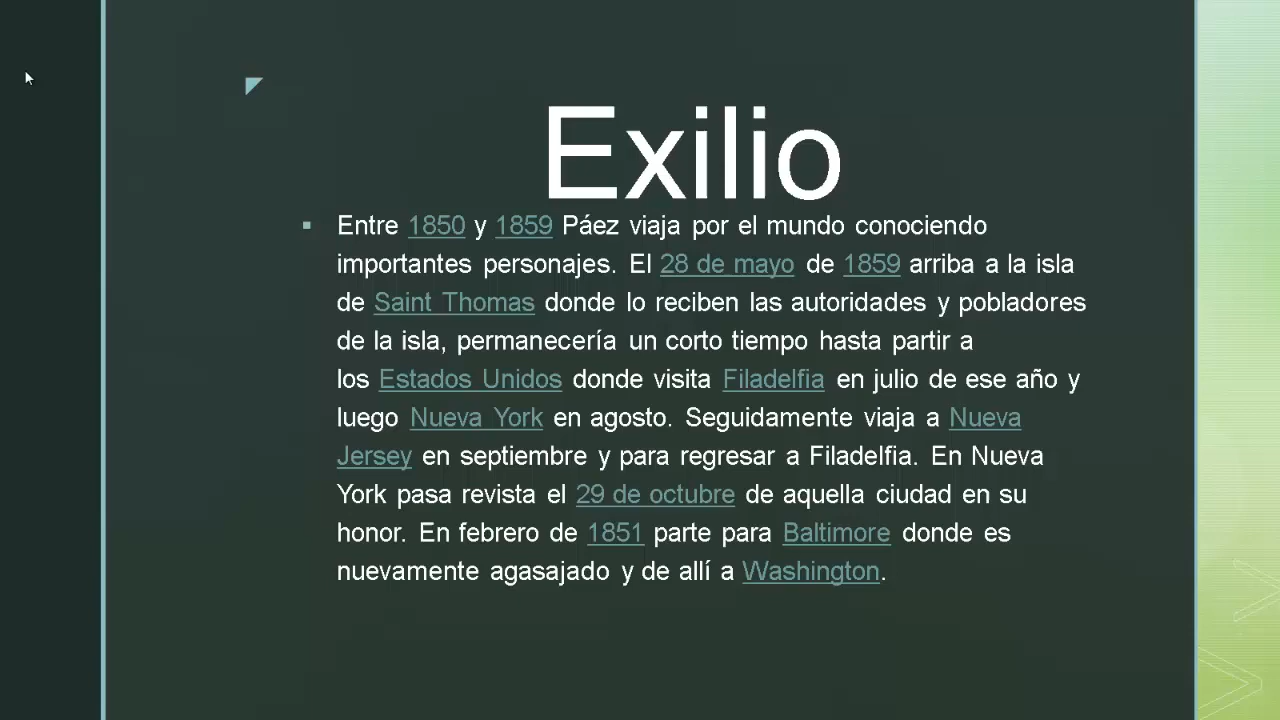 Exilio
Entre 1850 y 1859 Páez viaja por el mundo conociendo
importantes personajes. El 28 de mayo de 1859 arriba a la isla
de Saint Thomas donde lo reciben las autoridades y pobladores
de la isla, permanecería un corto tiempo hasta partir a
los Estados Unidos donde visita Filadelfia en julio de ese año y
luego Nueva York en agosto. Seguidamente viaja a Nueva
Jersey en septiembre y para regresar a Filadelfia. En Nueva
York pasa revista el 29 de octubre de aquella ciudad en su
honor. En febrero de 1851 parte para Baltimore donde es
nuevamente agasajado y de allí a Washington.